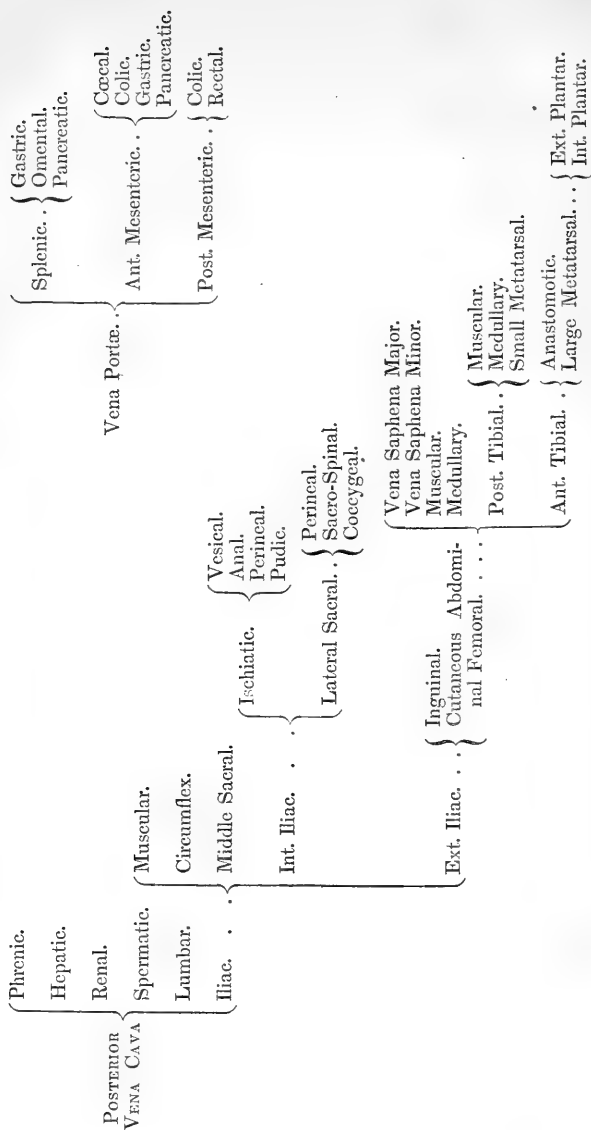 POSTERIOR
VENA CAVA
Phrenic.
Hepatic.
Renal.
Spermatic.
Lumbar.
Iliac. . .
Muscular.
Circumflex.
Middle Sacral.
Int. Iliac. . .
Ischiatic.
Vesical.
Anal.
Perineal.
Pudic.
Lateral Sacral. .
Perineal.
Sacro-Spinal.
Coccygeal.
Ext. Iliac. . .
Inguinal.
Cutaneous Abdomi-
nal Femoral. . . .
Vena Saphena Major.
Vena Saphena Minor.
Muscular.
Medullary.
Post. Tibial. .
Muscular.
Medullary.
Small Metatarsal.
Ant. Tibial. .
Anastomotic.
Large Metatarsal. . .
Ext. Plantar.
Int. Plantar.
Vena Portæ. .
Splenic. .
Gastric.
Omental.
Pancreatic.
Ant. Mesenteric. .
Cœcal.
Colic.
Gastric.
Pancreatic.
Post. Mesenteric. .
Colic.
Rectal.